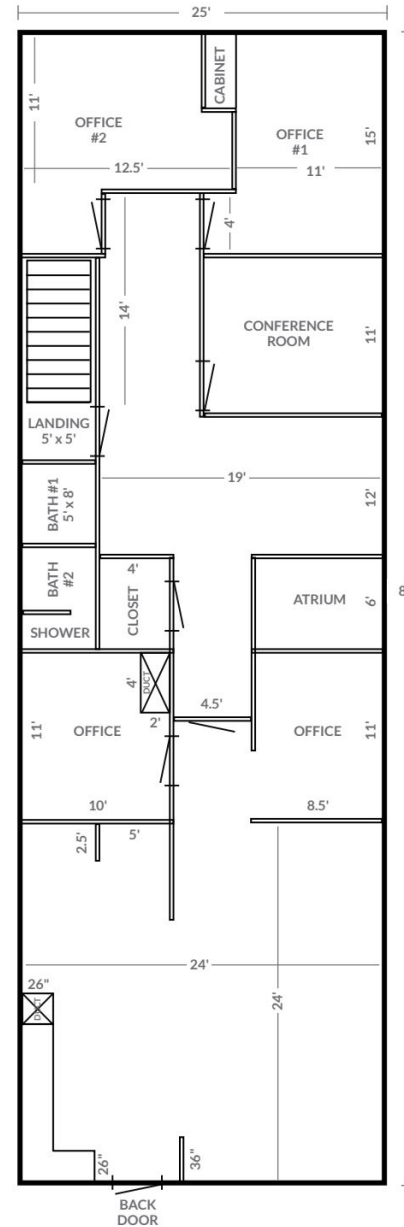 25'
11'
OFFICE
#2
12.5'
CABINET
OFFICE
#1
15'
11'
4'
14'
CONFERENCE
ROOM
11'
LANDING
5' x 5'
19'
12'
BATH #1
5' x 8'
BATH
#2
SHOWER
4'
CLOSET
ATRIUM
6'
8
11'
OFFICE
4'
DUCT
2'
4.5'
OFFICE
11'
10'
8.5'
2.5'
5'
24'
24'
26"
DUCT
26"
36"
BACK
DOOR